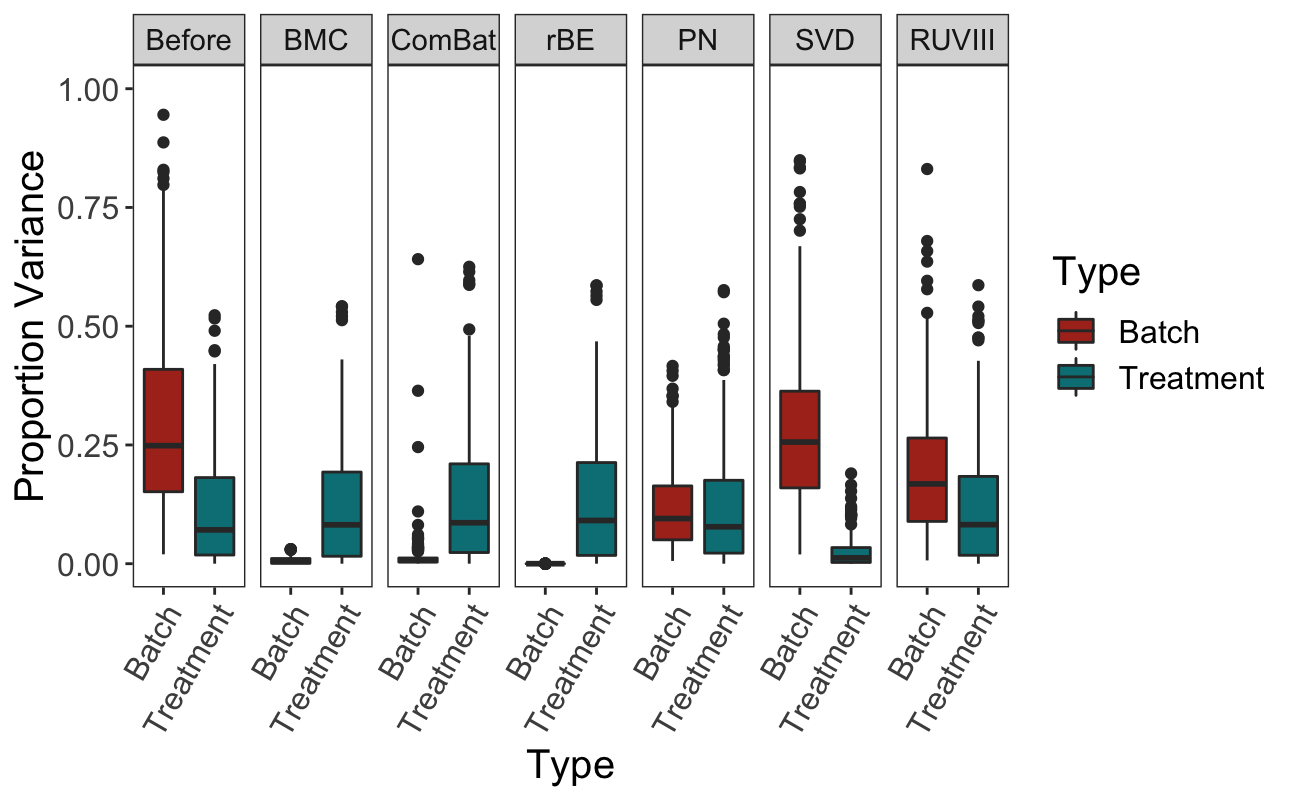 Before BMC ComBat rBE PN SVD RUVIII
1.00
0.75
0.50
0.25
0.00
Proportion Variance
Batch Treatment Batch Treatment Batch Treatment Batch Treatment Batch Treatment Batch Treatment Batch Treatment
Type
Type
Batch
Treatment